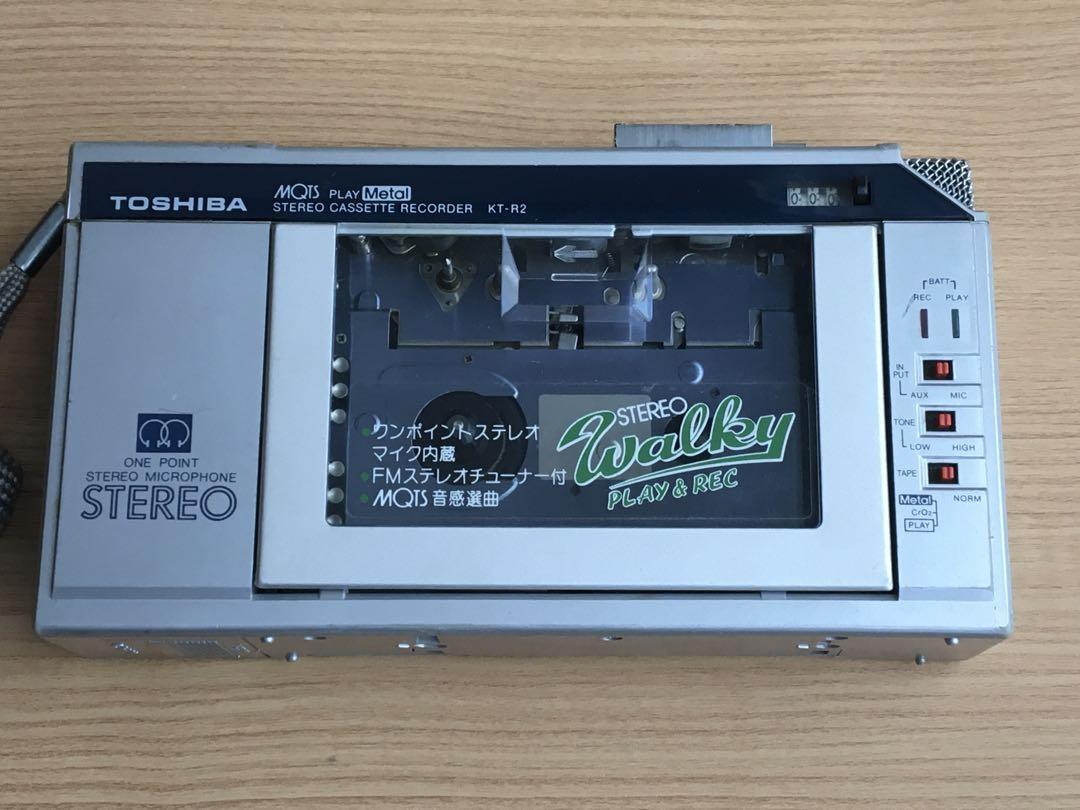 TOSHIBA
MQTS PLAY Metal
STEREO CASSETTE RECORDER KT-R2
0 0 0
BATT
REC PLAY
IN PUT
AUX MIC
TONE
LOW HIGH
TAPE
NORM
Metal
CrO2
PLAY
ONE POINT
STEREO MICROPHONE
STEREO
STEREO
Walky
PLAY & REC
• ワンポイントステレオ
マイク内蔵
• FMステレオチューナー付
• MQTS 音感選曲